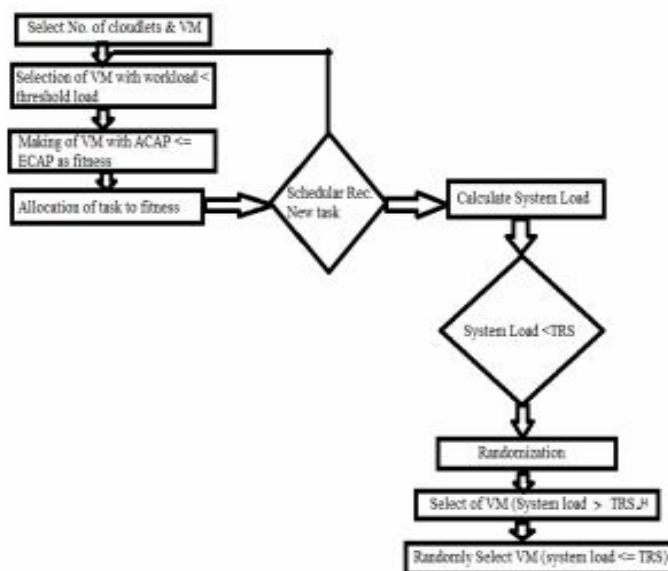 Select No. of cloudlets & VM
Selection of VM with workload <
threshold load
Making of VM with ACAP <=
ECAP as fitness
Allocation of task to fitness
Schedular Rec.
New task
Calculate System Load
System Load <TRS
Randomization
Select of VM (System load > TRS
Randomly Select VM (system load <= TRS)